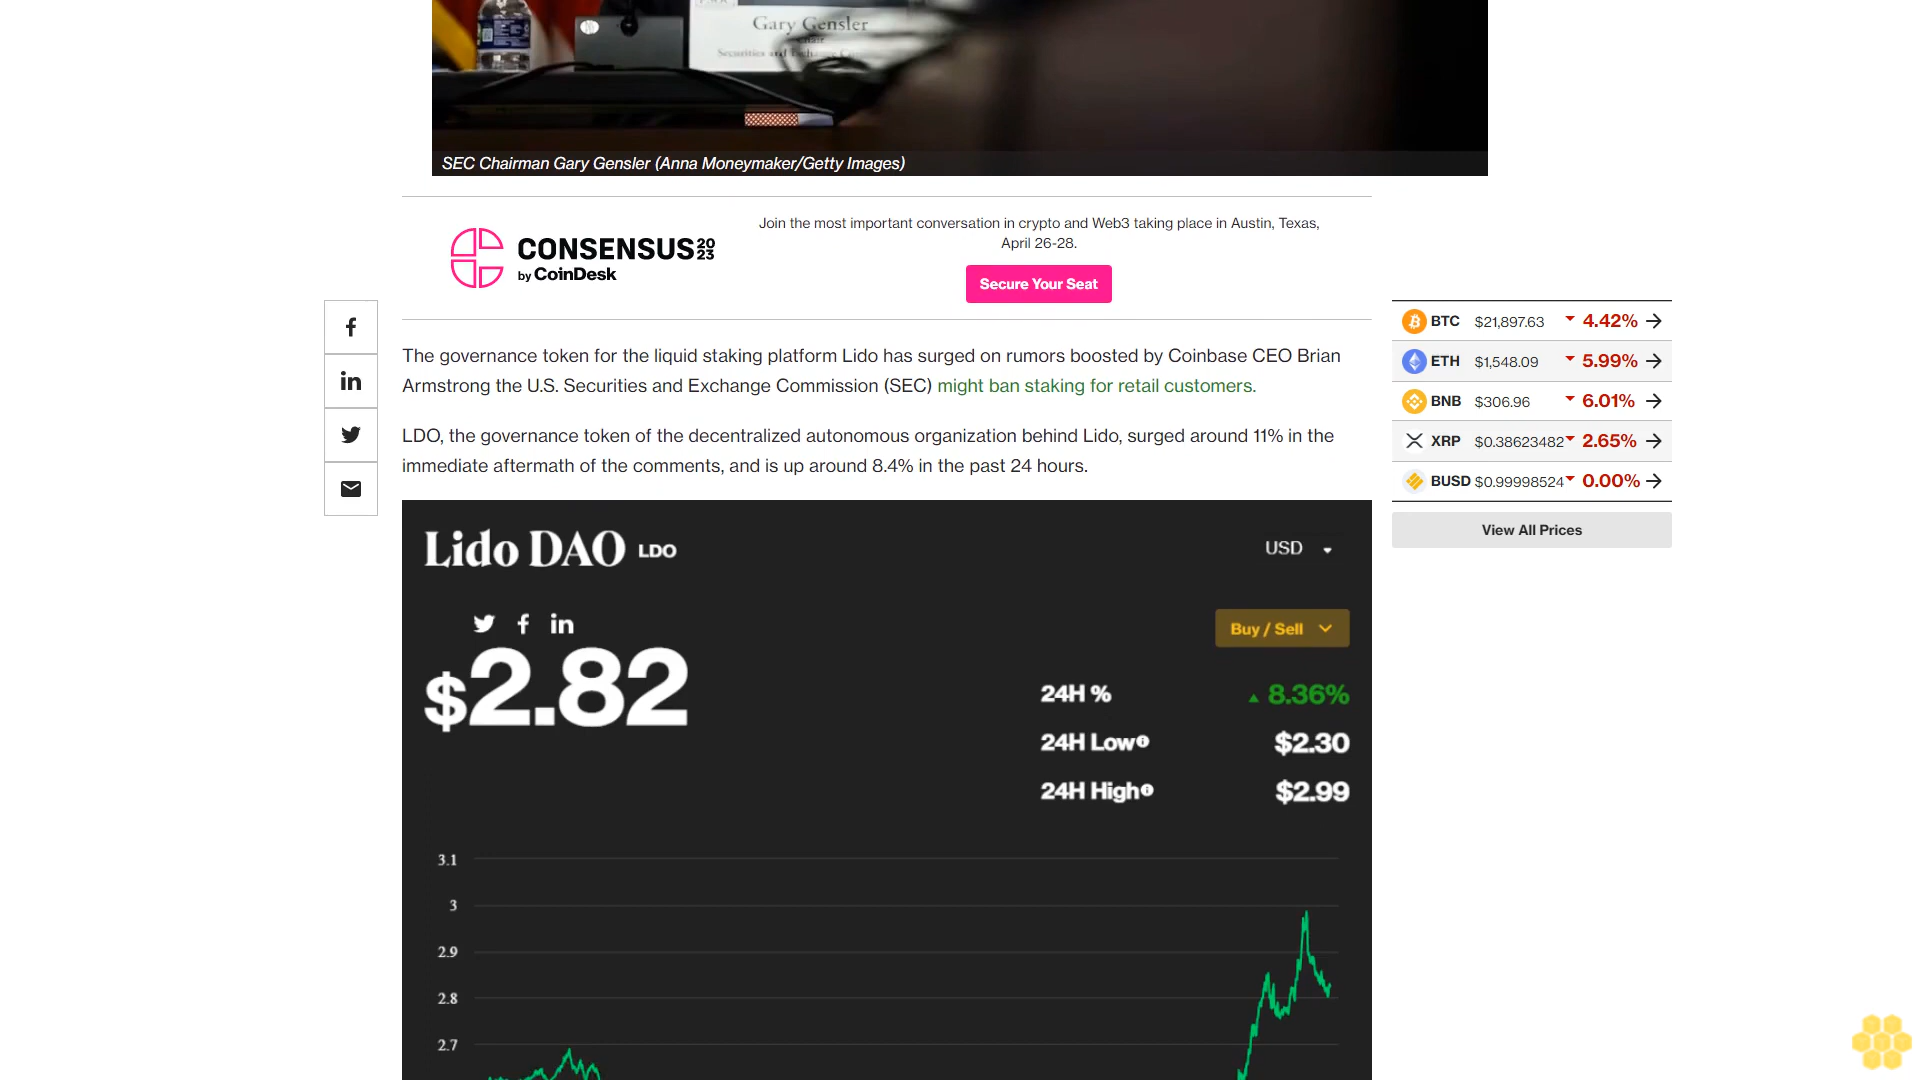 Gary Gensler
SEC Chairman Gary Gensler (Anna Moneymaker/Getty Images)
CONSENSUS 20 23
by CoinDesk
Join the most important conversation in crypto and Web3 taking place in Austin, Texas,
April 26-28.
Secure Your Seat
The governance token for the liquid staking platform Lido has surged on rumors boosted by Coinbase CEO Brian
Armstrong the U.S. Securities and Exchange Commission (SEC) might ban staking for retail customers.
LDO, the governance token of the decentralized autonomous organization behind Lido, surged around 11% in the
immediate aftermath of the comments, and is up around 8.4% in the past 24 hours.
BTC $21,897.63 4.42%
ETH $1,548.09 5.99%
BNB $306.96 6.01%
XRP $0.38623482 2.65%
BUSD $0.99998524 0.00%
View All Prices
Lido DAO LDO
USD
Buy / Sell
$2.82
24H % 8.36%
24H Low $2.30
24H High $2.99
3.1
3
2.9
2.8
2.7